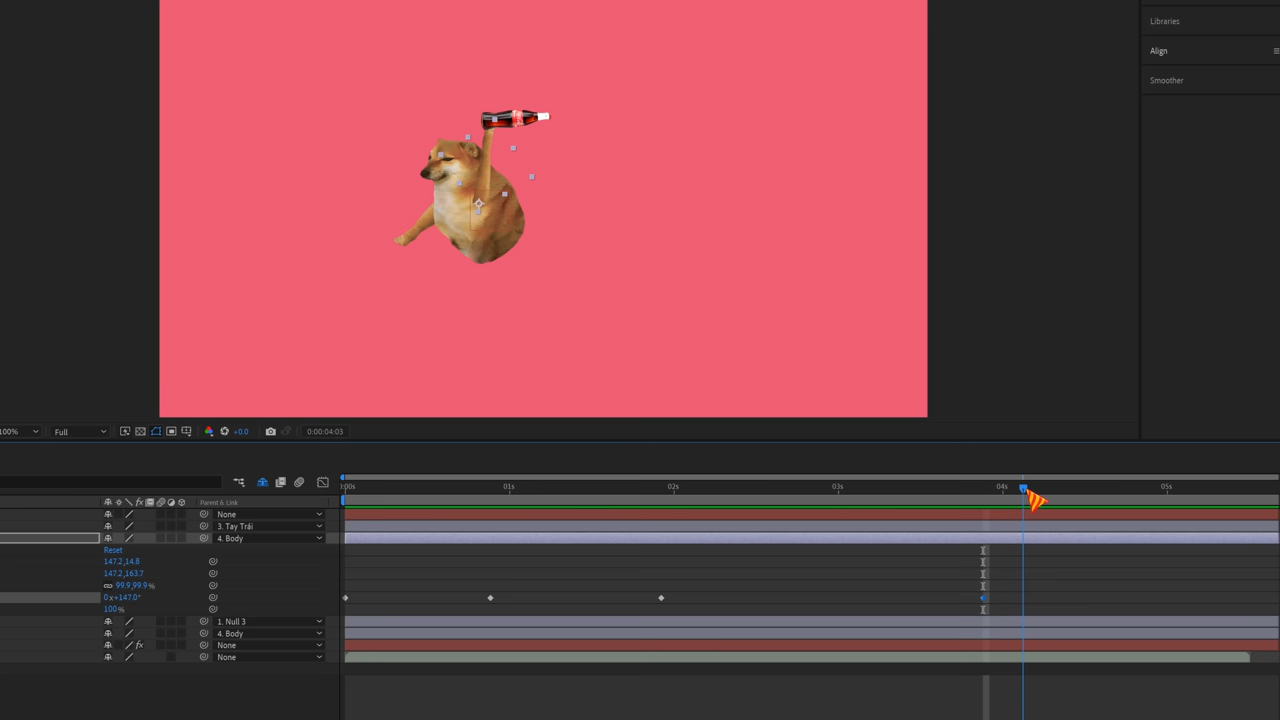 Libraries
Align
Smoother
100%
Full
+0.0
0:00:04:03
fx
Parent & Link
:00s
01s
02s
03s
04s
05s
None
3. Tay Trái
4. Body
Reset
147.2,14.8
147.2,163.7
99.9,99.9 %
0x+147.0°
100 %
1. Null 3
4. Body
fx
None
None